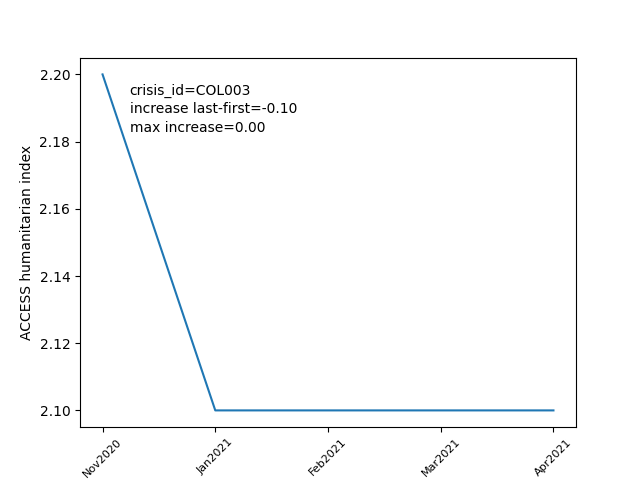 2.20
2.18
2.16
2.14
2.12
2.10
ACCESS humanitarian index
crisis_id=COL003
increase last-first=-0.10
max increase=0.00
Nov2020
Jan2021
Feb2021
Mar2021
Apr2021